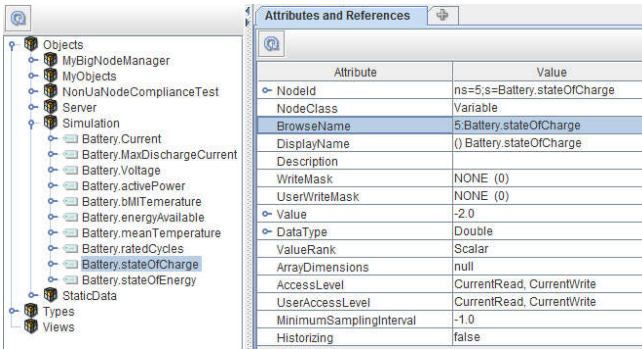 Objects
MyBigNodeManager
MyObjects
NonUaNodeComplianceTest
Server
Simulation
Battery.Current
Battery.MaxDischargeCurrent
Battery.Voltage
Battery.activePower
Battery.bMITemerature
Battery.energyAvailable
Battery.meanTemperature
Battery.ratedCycles
Battery.stateOfCharge
Battery.stateOfEnergy
StaticData
Types
Views
Attributes and References
Attribute Value
NodeId ns=5;s=Battery.stateOfCharge
NodeClass Variable
BrowseName 5:Battery.stateOfCharge
DisplayName () Battery.stateOfCharge
Description
WriteMask NONE (0)
UserWriteMask NONE (0)
Value -2.0
DataType Double
ValueRank Scalar
ArrayDimensions null
AccessLevel CurrentRead, CurrentWrite
UserAccessLevel CurrentRead, CurrentWrite
MinimumSamplingInterval -1.0
Historizing false